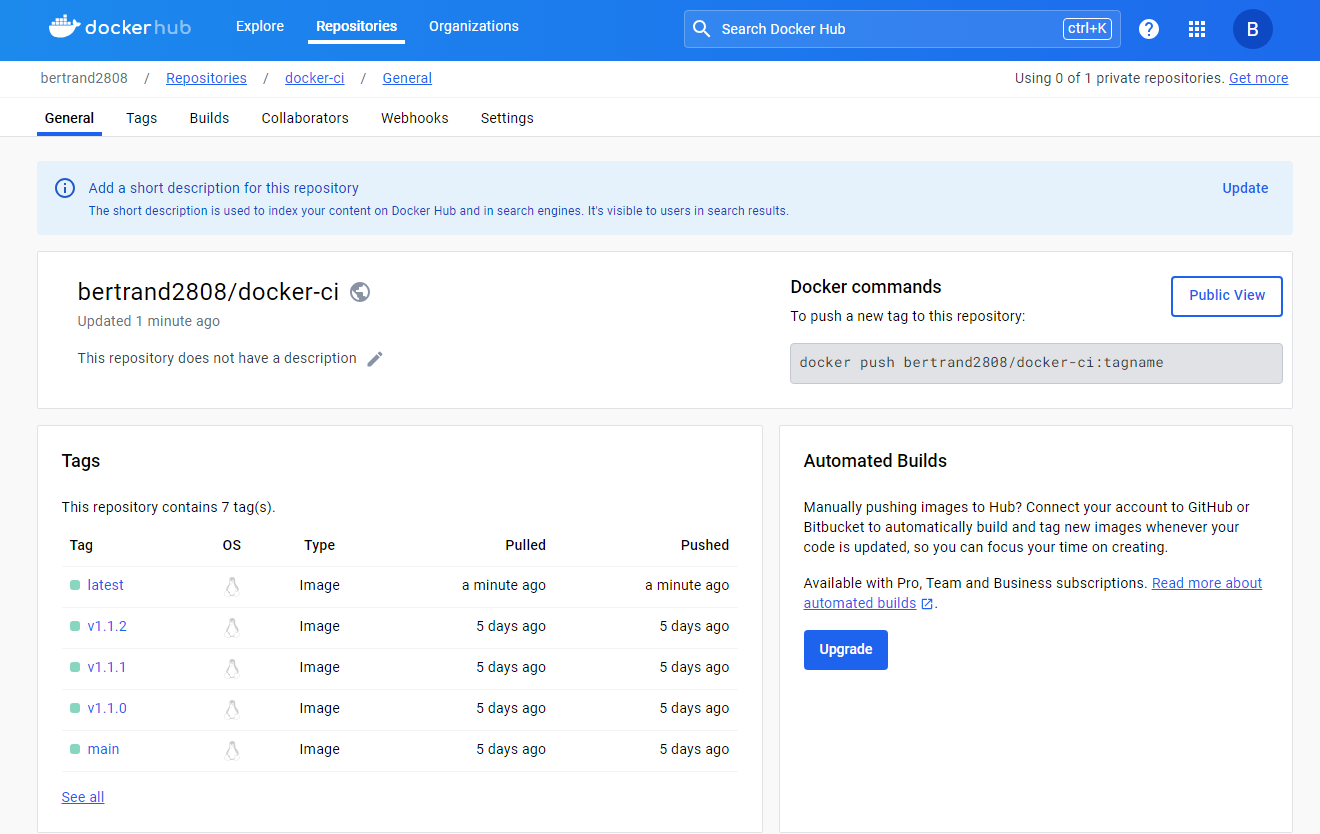 docker hub Explore Repositories Organizations Search Docker Hub ctrl+K ? B
bertrand2808 / Repositories / docker-ci / General Using 0 of 1 private repositories. Get more
General Tags Builds Collaborators Webhooks Settings
Add a short description for this repository Update
The short description is used to index your content on Docker Hub and in search engines. It's visible to users in search results.
bertrand2808/docker-ci
Updated 1 minute ago
This repository does not have a description
Docker commands Public View
To push a new tag to this repository:
docker push bertrand2808/docker-ci:tagname
Tags
This repository contains 7 tag(s).
Tag OS Type Pulled Pushed
latest Image a minute ago a minute ago
v1.1.2 Image 5 days ago 5 days ago
v1.1.1 Image 5 days ago 5 days ago
v1.1.0 Image 5 days ago 5 days ago
main Image 5 days ago 5 days ago
See all
Automated Builds
Manually pushing images to Hub? Connect your account to GitHub or
Bitbucket to automatically build and tag new images whenever your
code is updated, so you can focus your time on creating.
Available with Pro, Team and Business subscriptions. Read more about
automated builds .
Upgrade